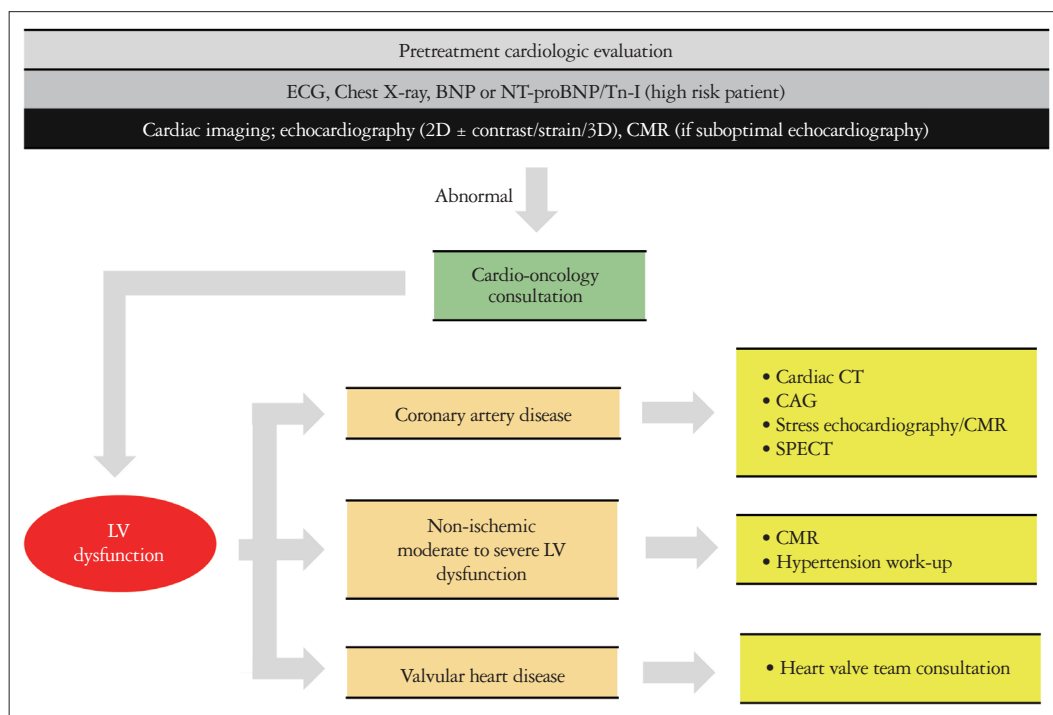 Pretreatment cardiologic evaluation
ECG, Chest X-ray, BNP or NT-proBNP/Tn-I (high risk patient)
Cardiac imaging; echocardiography (2D ± contrast/strain/3D), CMR (if suboptimal echocardiography)
Abnormal
Cardio-oncology
consultation
LV
dysfunction
Coronary artery disease
• Cardiac CT
• CAG
• Stress echocardiography/CMR
• SPECT
Non-ischemic
moderate to severe LV
dysfunction
• CMR
• Hypertension work-up
Valvular heart disease
• Heart valve team consultation